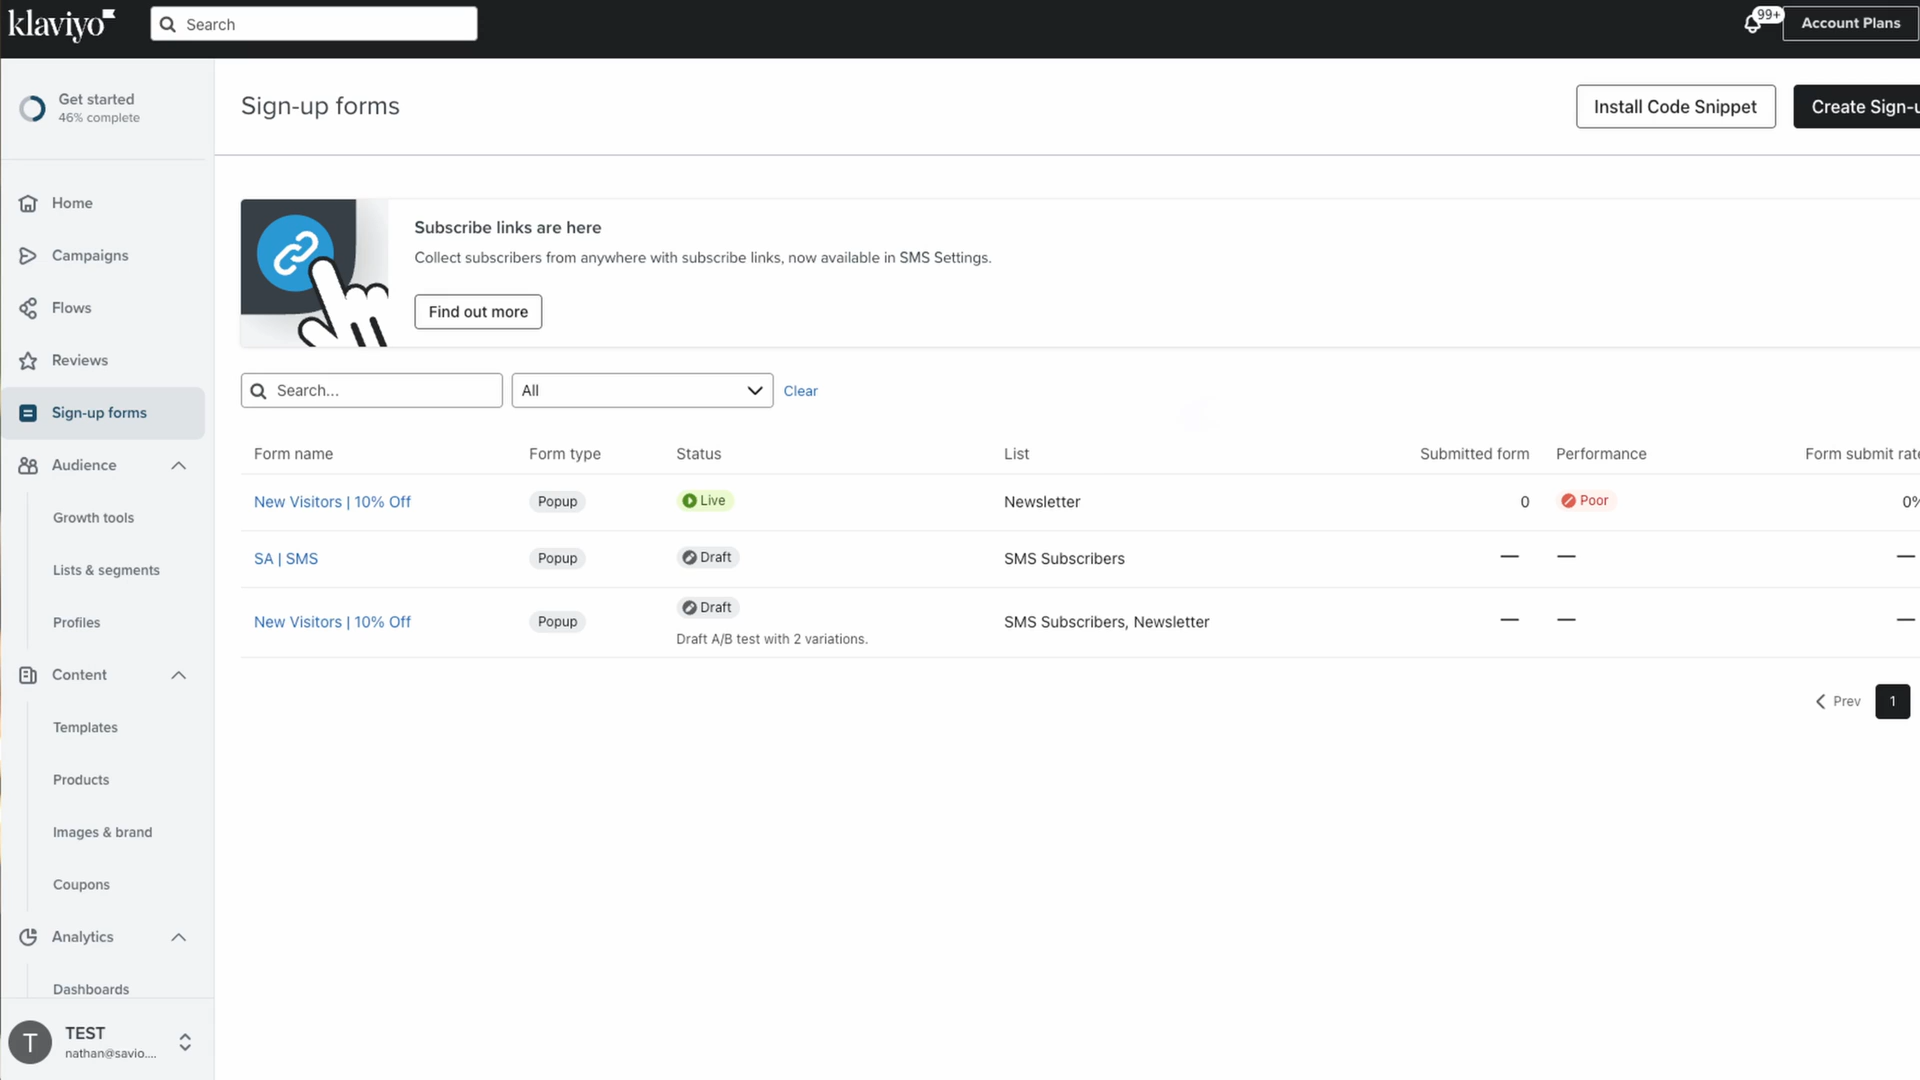 klaviyo
Search
99+
Account Plans
Get started
46% complete
Home
Campaigns
Flows
Reviews
Sign-up forms
Audience
Growth tools
Lists & segments
Profiles
Content
Templates
Products
Images & brand
Coupons
Analytics
Dashboards
T
TEST
nathan@savio....
Sign-up forms
Install Code Snippet
Create Sign-u
Subscribe links are here
Collect subscribers from anywhere with subscribe links, now available in SMS Settings.
Find out more
Search...
All
Clear
Form name Form type Status List Submitted form Performance Form submit rate
New Visitors | 10% Off Popup Live Newsletter 0 Poor 0%
SA | SMS Popup Draft SMS Subscribers — — —
New Visitors | 10% Off Popup Draft SMS Subscribers, Newsletter — — —
Draft A/B test with 2 variations.
Prev 1